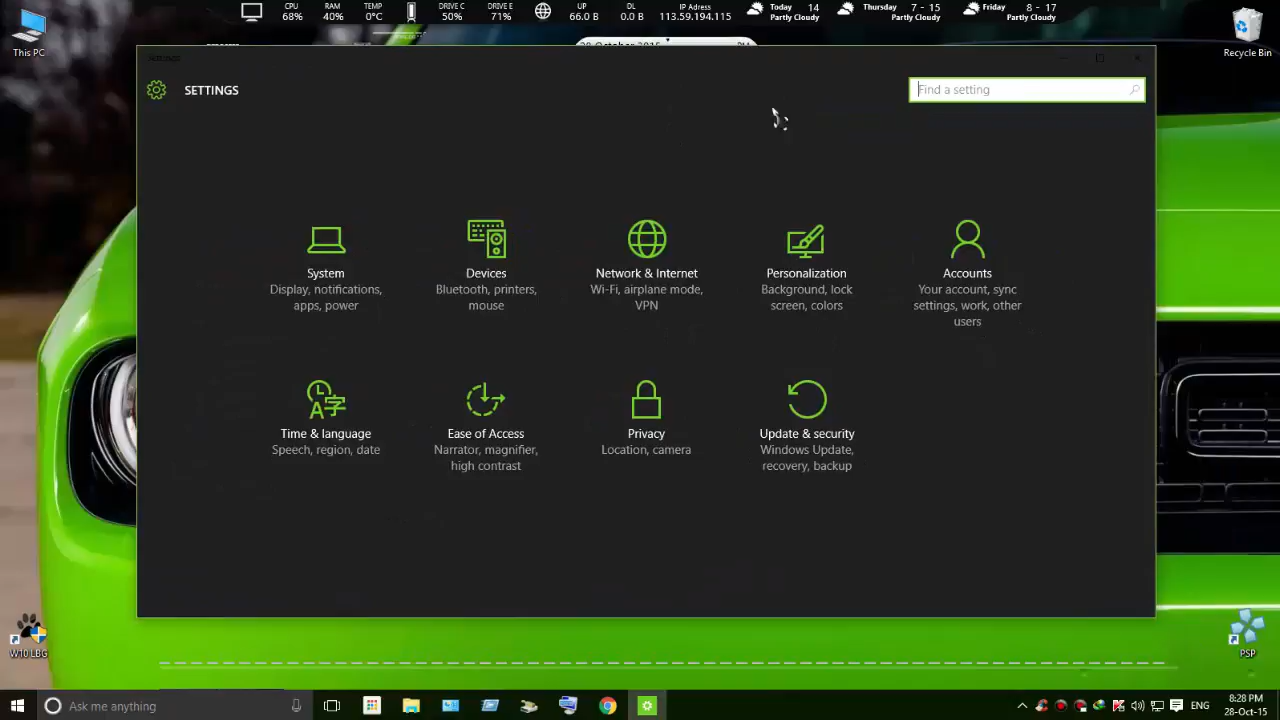 CPU
68%
RAM
40%
TEMP
0°C
DRIVE C
50%
DRIVE E
71%
UP
66.0 B
DL
0.0 B
IP Adress
113.59.194.115
Today 14
Partly Cloudy
Thursday 7 - 15
Partly Cloudy
Friday 8 - 17
Partly Cloudy
This PC
Recycle Bin
Settings
SETTINGS
Find a setting
System
Display, notifications,
apps, power
Devices
Bluetooth, printers,
mouse
Network & Internet
Wi-Fi, airplane mode,
VPN
Personalization
Background, lock
screen, colors
Accounts
Your account, sync
settings, work, other
users
Time & language
Speech, region, date
Ease of Access
Narrator, magnifier,
high contrast
Privacy
Location, camera
Update & security
Windows Update,
recovery, backup
W10 LBG
PSP
Ask me anything
ENG
8:28 PM
28-Oct-15